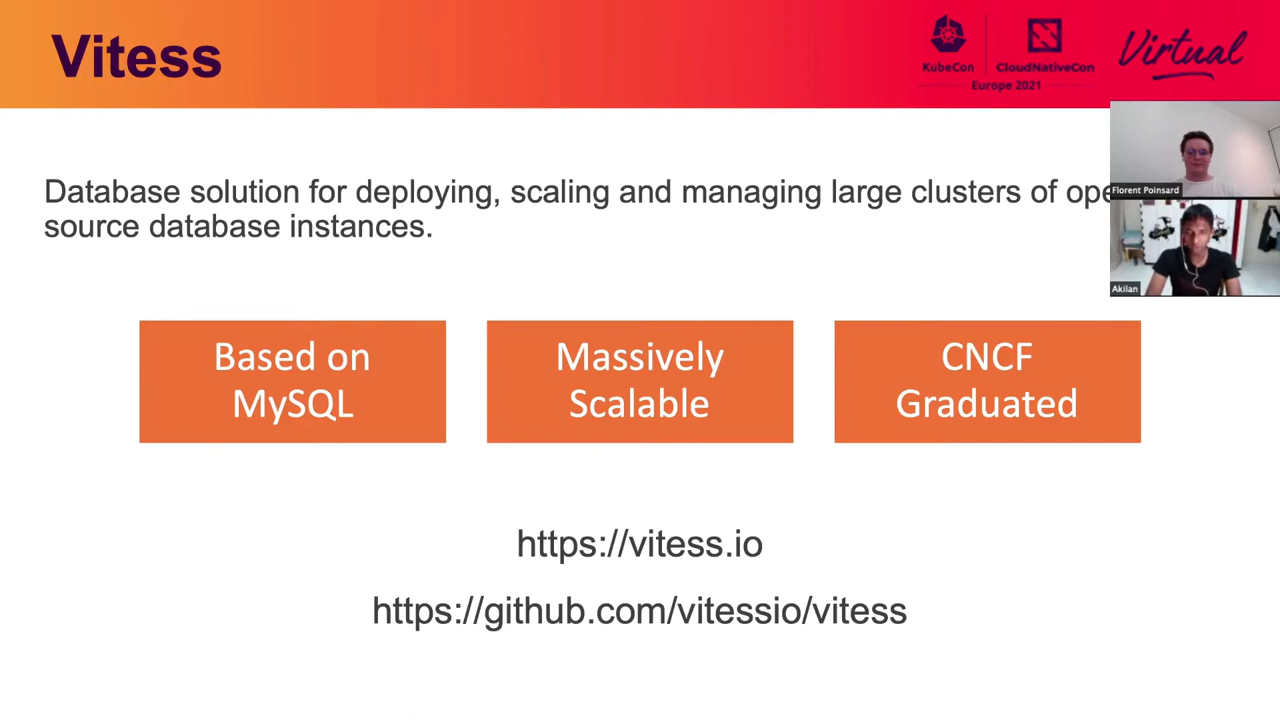 Vitess
KubeCon
CloudNativeCon
Europe 2021
Virtual
Database solution for deploying, scaling and managing large clusters of
source database instances.
Florent Poinsard
Akilan
Based on
MySQL
Massively
Scalable
CNCF
Graduated
https://vitess.io
https://github.com/vitessio/vitess